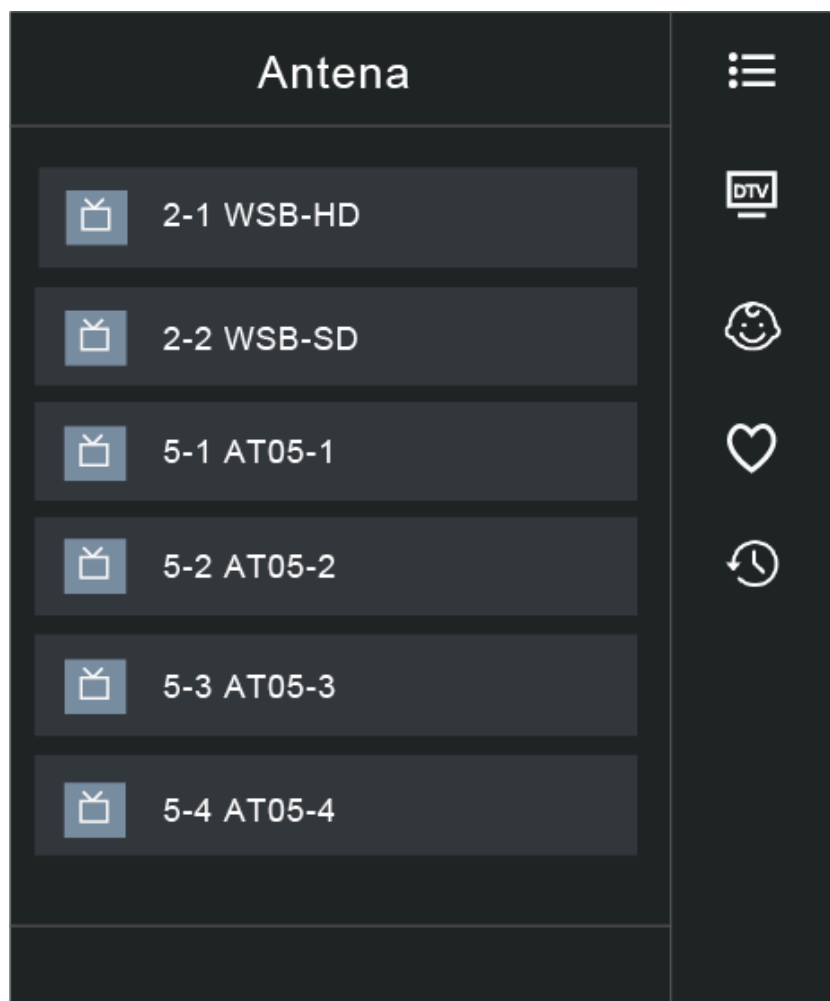 Antena
2-1 WSB-HD
DTV
2-2 WSB-SD
5-1 AT05-1
5-2 AT05-2
5-3 AT05-3
5-4 AT05-4